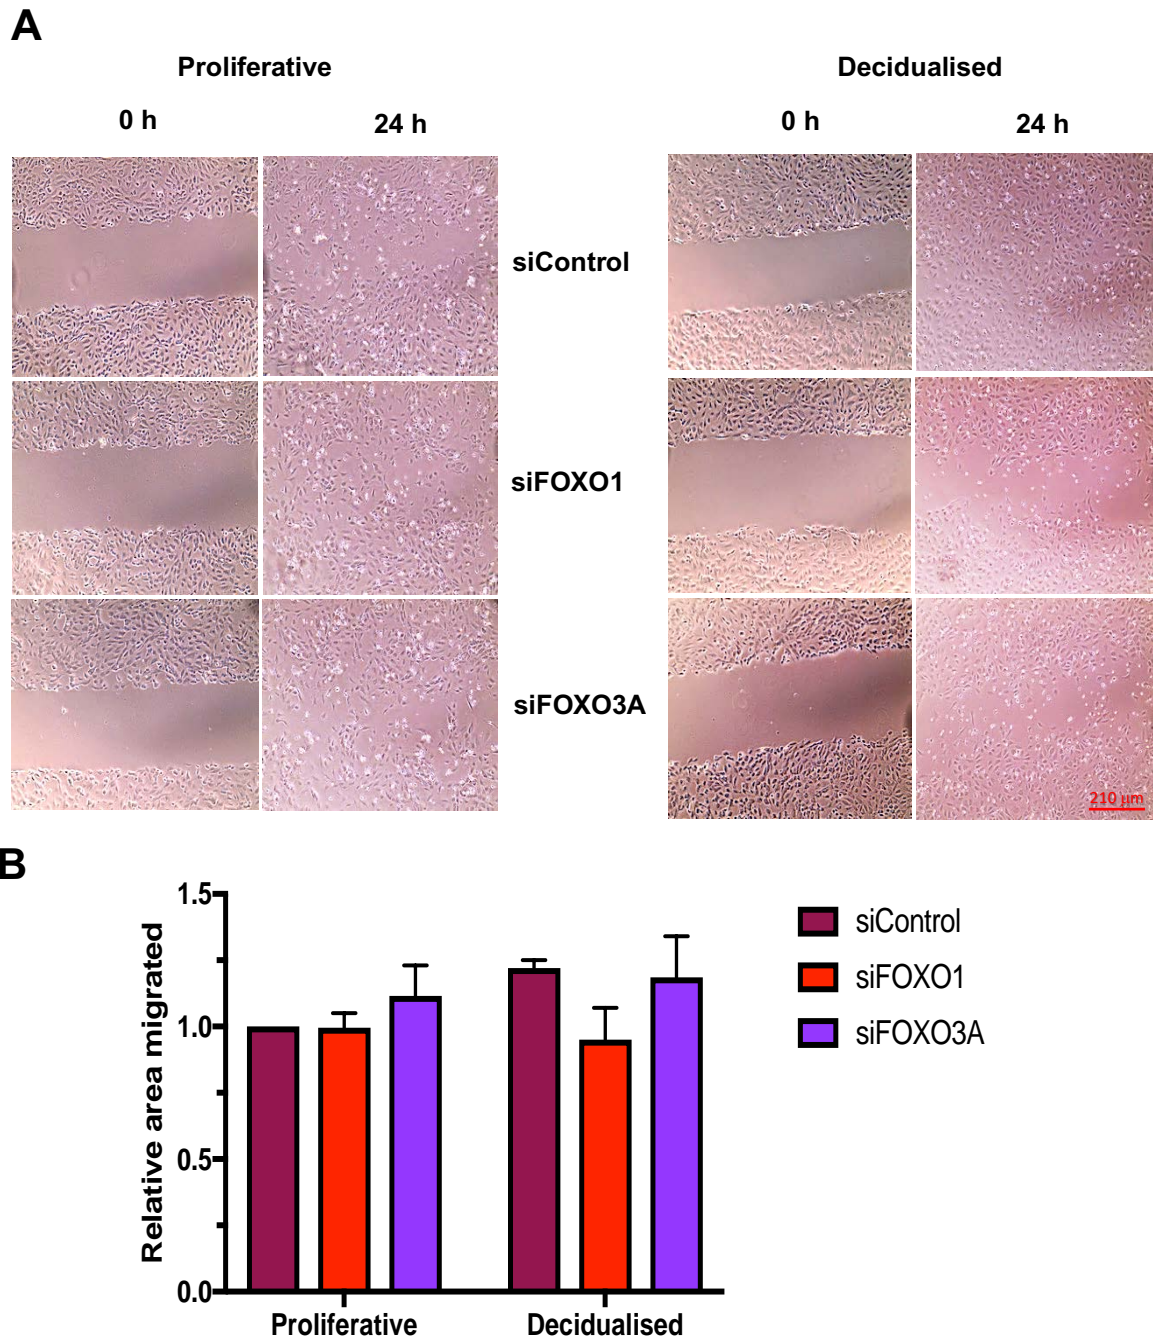 A
Proliferative
Decidualised
0 h
24 h
0 h
24 h
siControl
siFOXO1
siFOXO3A
210 µm
B
Relative area migrated
1.5
1.0
0.5
0.0
Proliferative
Decidualised
siControl
siFOXO1
siFOXO3A